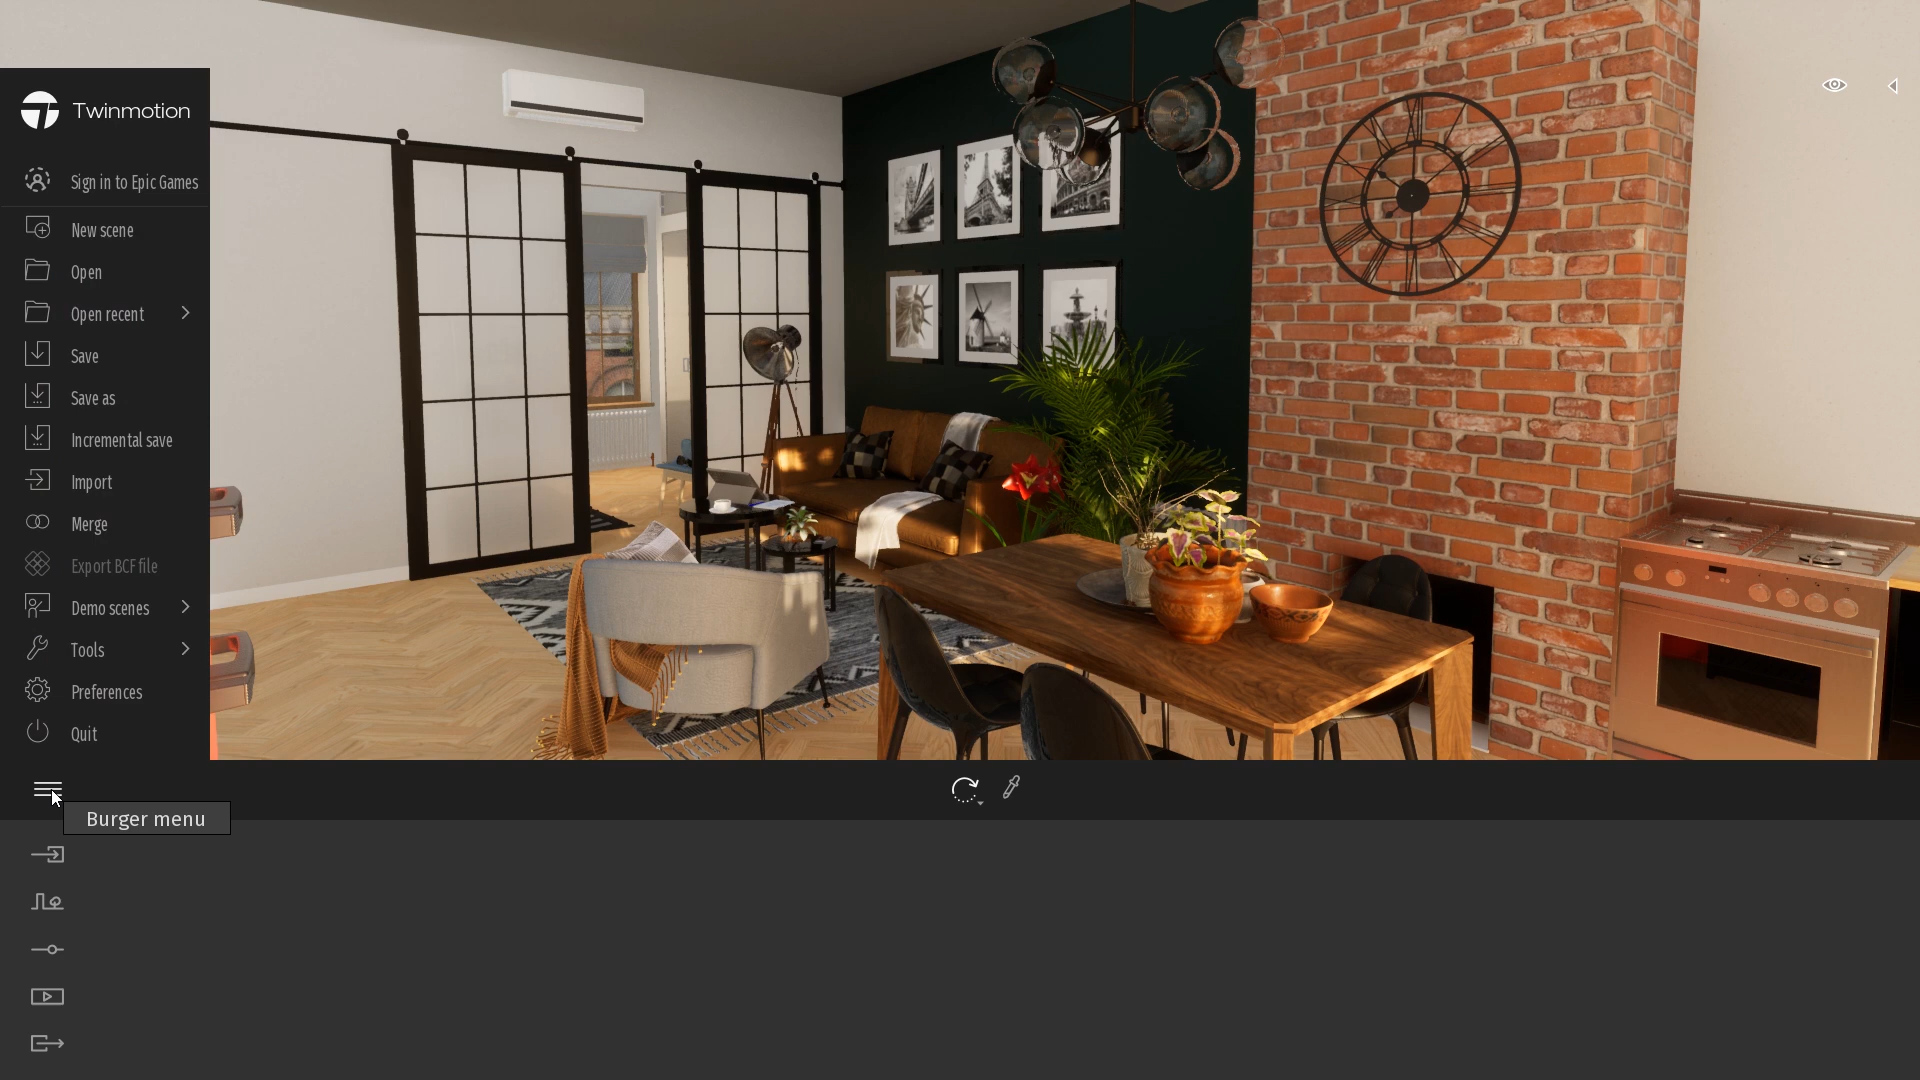 Twinmotion
Sign in to Epic Games
New scene
Open
Open recent
Save
Save as
Incremental save
Import
Merge
Export BCF file
Demo scenes
Tools
Preferences
Quit
Burger menu